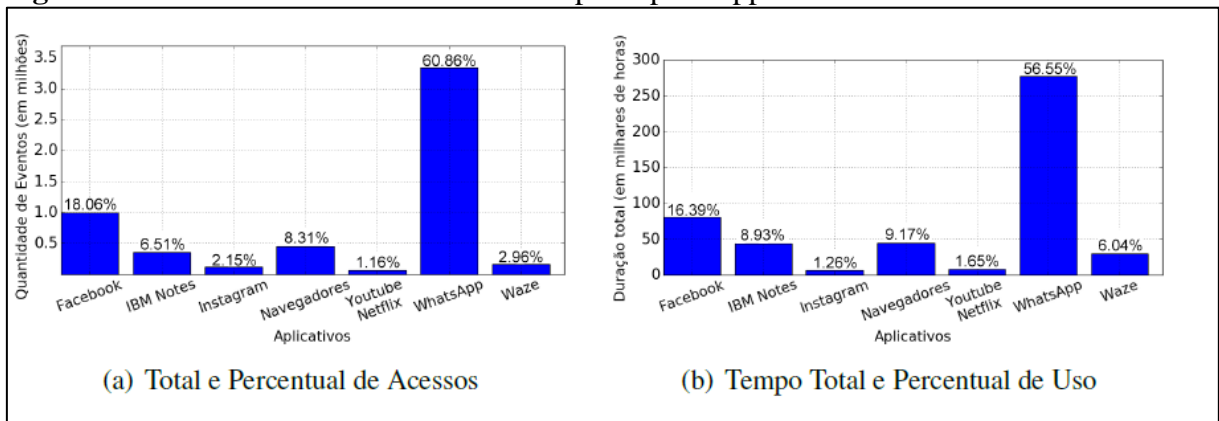 Quantidade de Eventos (em milhões)
3.5
3.0
2.5
2.0
1.5
1.0
0.5
18.06%
6.51%
2.15%
8.31%
1.16%
60.86%
2.96%
Facebook
IBM Notes
Instagram
Navegadores
Youtube
Netflix
WhatsApp
Waze
Aplicativos
(a) Total e Percentual de Acessos
Duração total (em milhares de horas)
300
250
200
150
100
50
0
16.39%
8.93%
1.26%
9.17%
1.65%
56.55%
6.04%
Facebook
IBM Notes
Instagram
Navegadores
Youtube
Netflix
WhatsApp
Waze
Aplicativos
(b) Tempo Total e Percentual de Uso